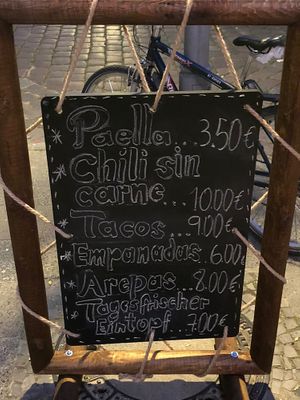 * Paella...3.50€
* Chili sin
carne...10.00€
* Tacos...9.00€
* Empanadas.6.00€
* Arepas...8.00€
* Tagesfrischer
Eintopf..7.00€